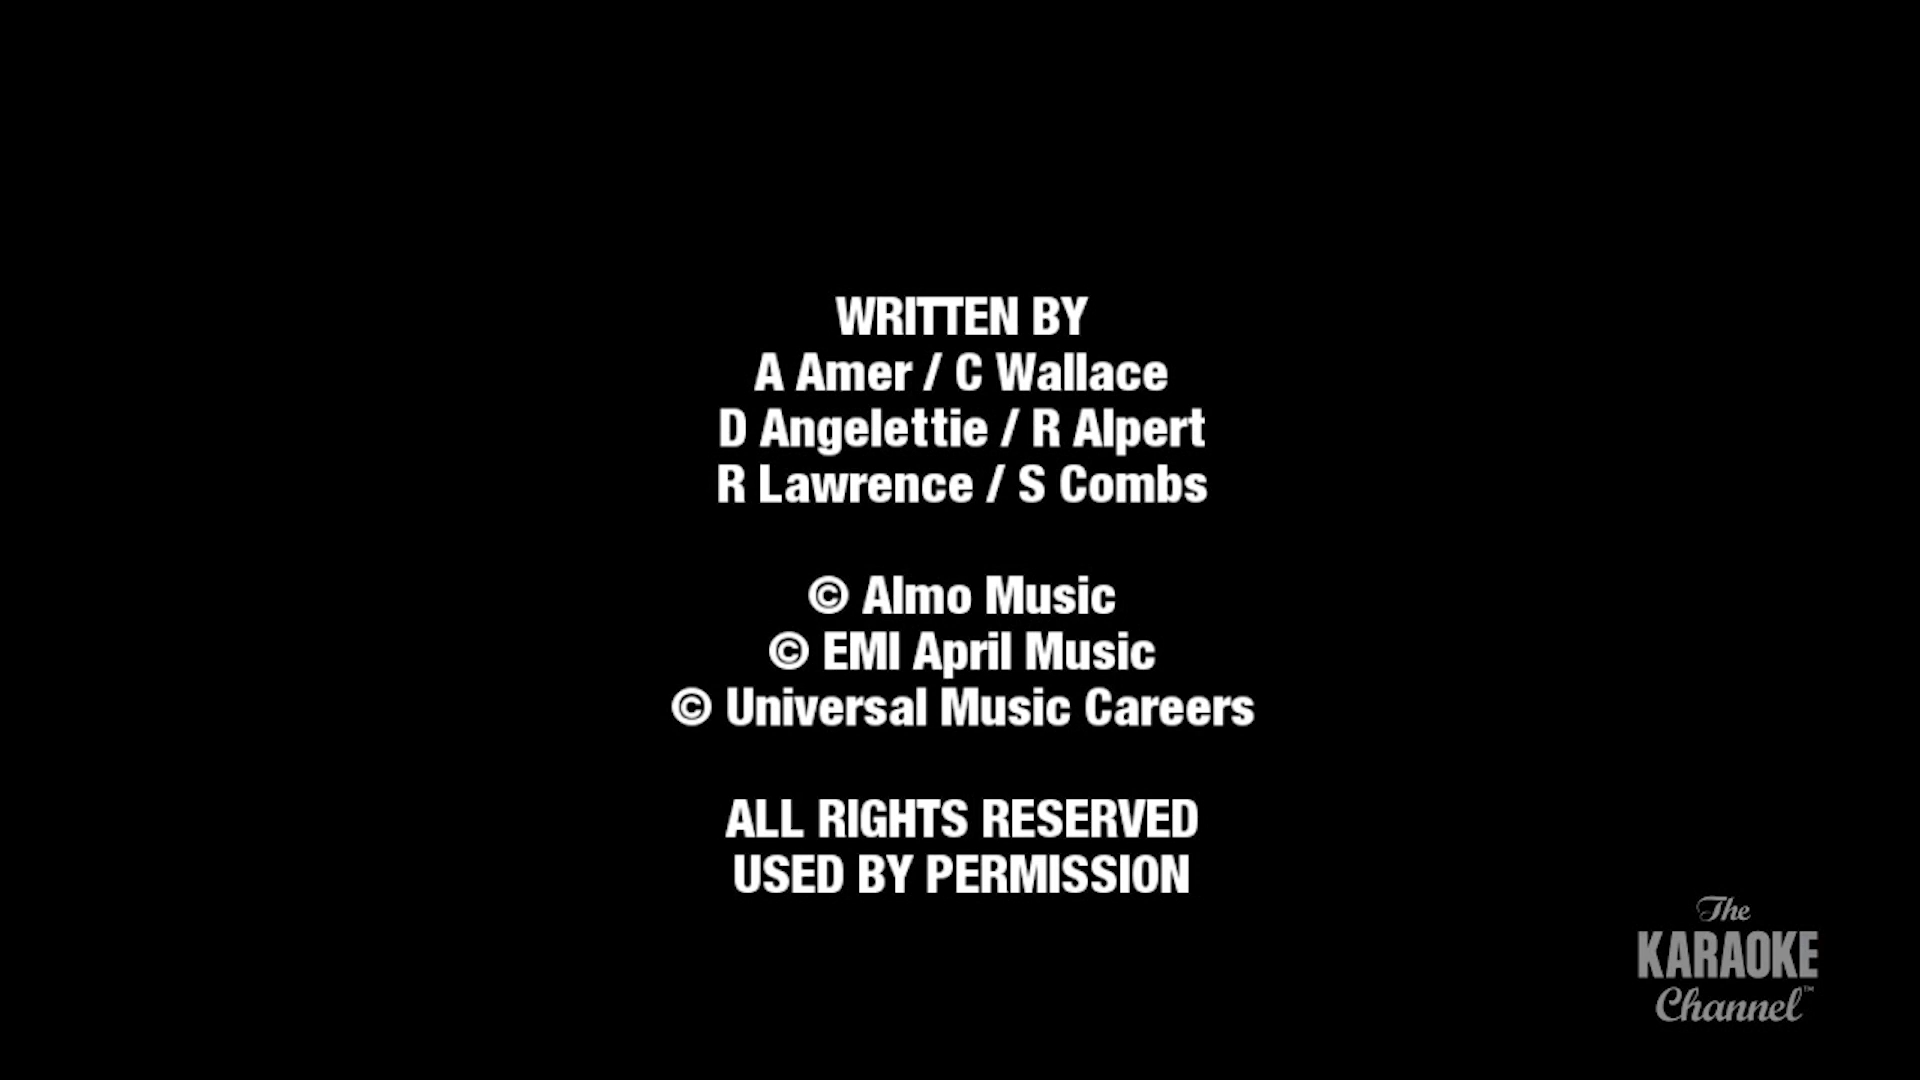 WRITTEN BY
A Amer / C Wallace
D Angelettie / R Alpert
R Lawrence / S Combs
© Almo Music
© EMI April Music
© Universal Music Careers
ALL RIGHTS RESERVED
USED BY PERMISSION
The
KARAOKE
Channel™